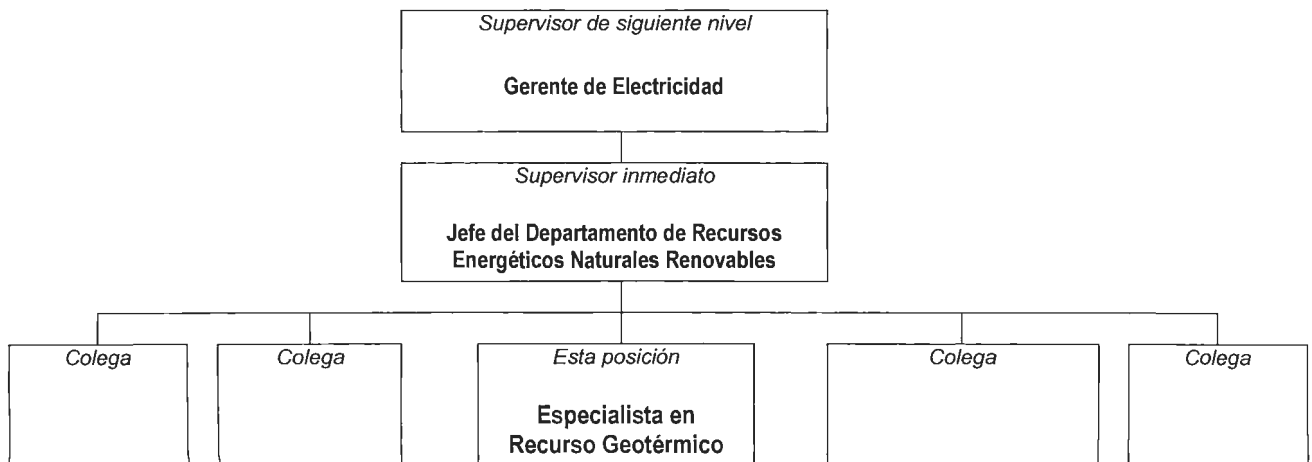 Supervisor de siguiente nivel
Gerente de Electricidad
Supervisor inmediato
Jefe del Departamento de Recursos
Energéticos Naturales Renovables
Colega
Colega
Esta posición
Especialista en
Recurso Geotérmico
Colega
Colega